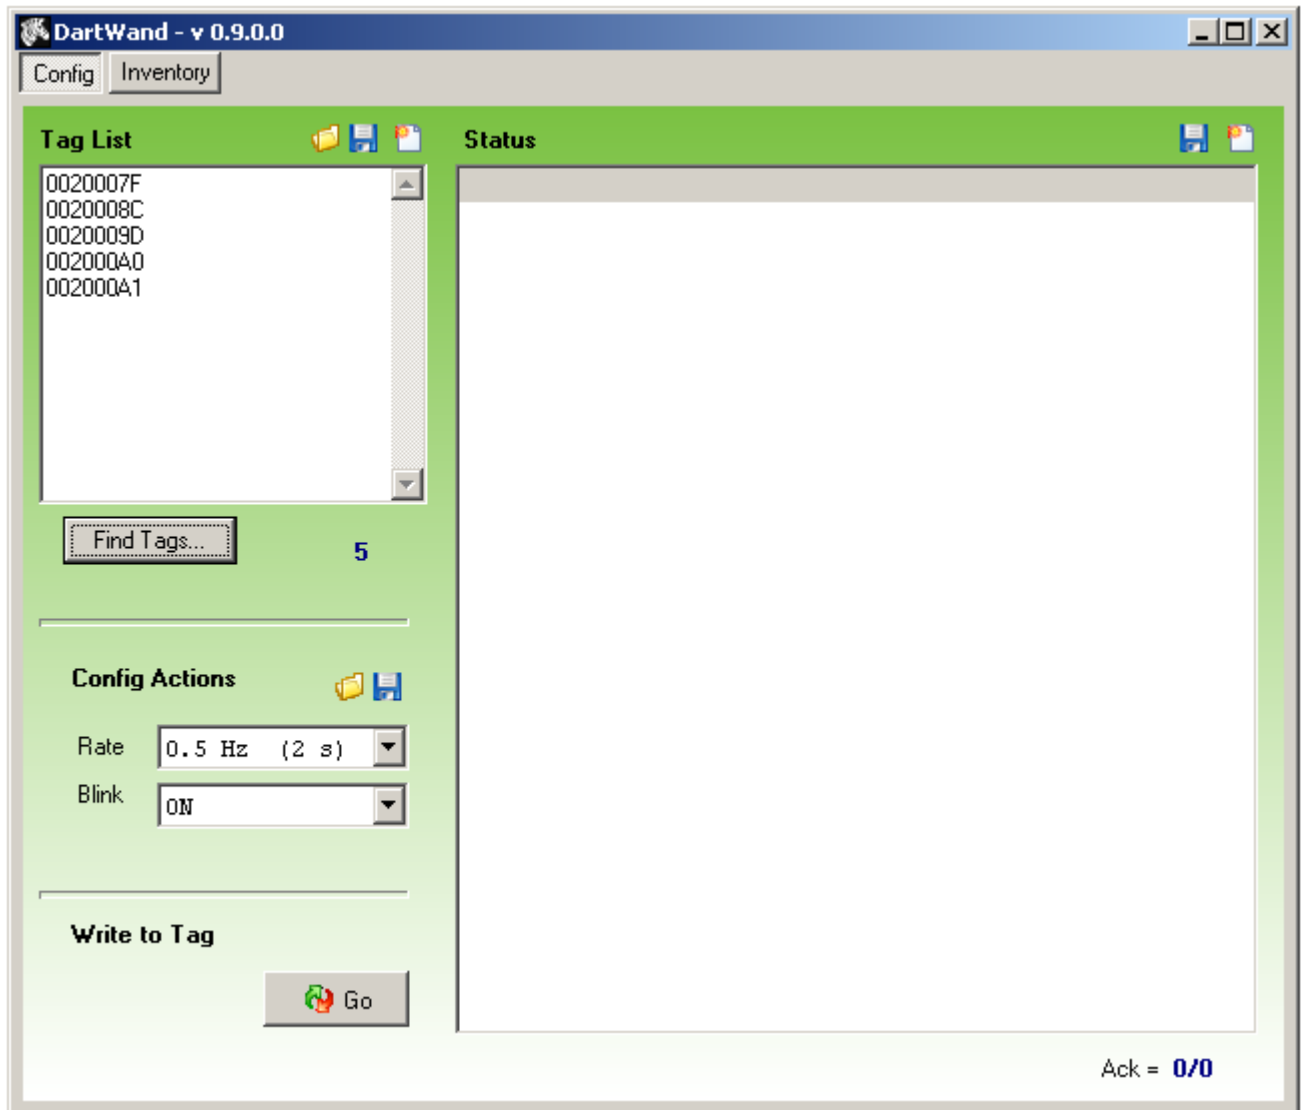 DartWand - v 0.9.0.0
Config Inventory
Tag List
0020007F
0020008C
0020009D
002000A0
002000A1
Find Tags...
5
Config Actions
Rate 0.5 Hz (2 s)
Blink ON
Write to Tag
Go
Status
Ack = 0/0